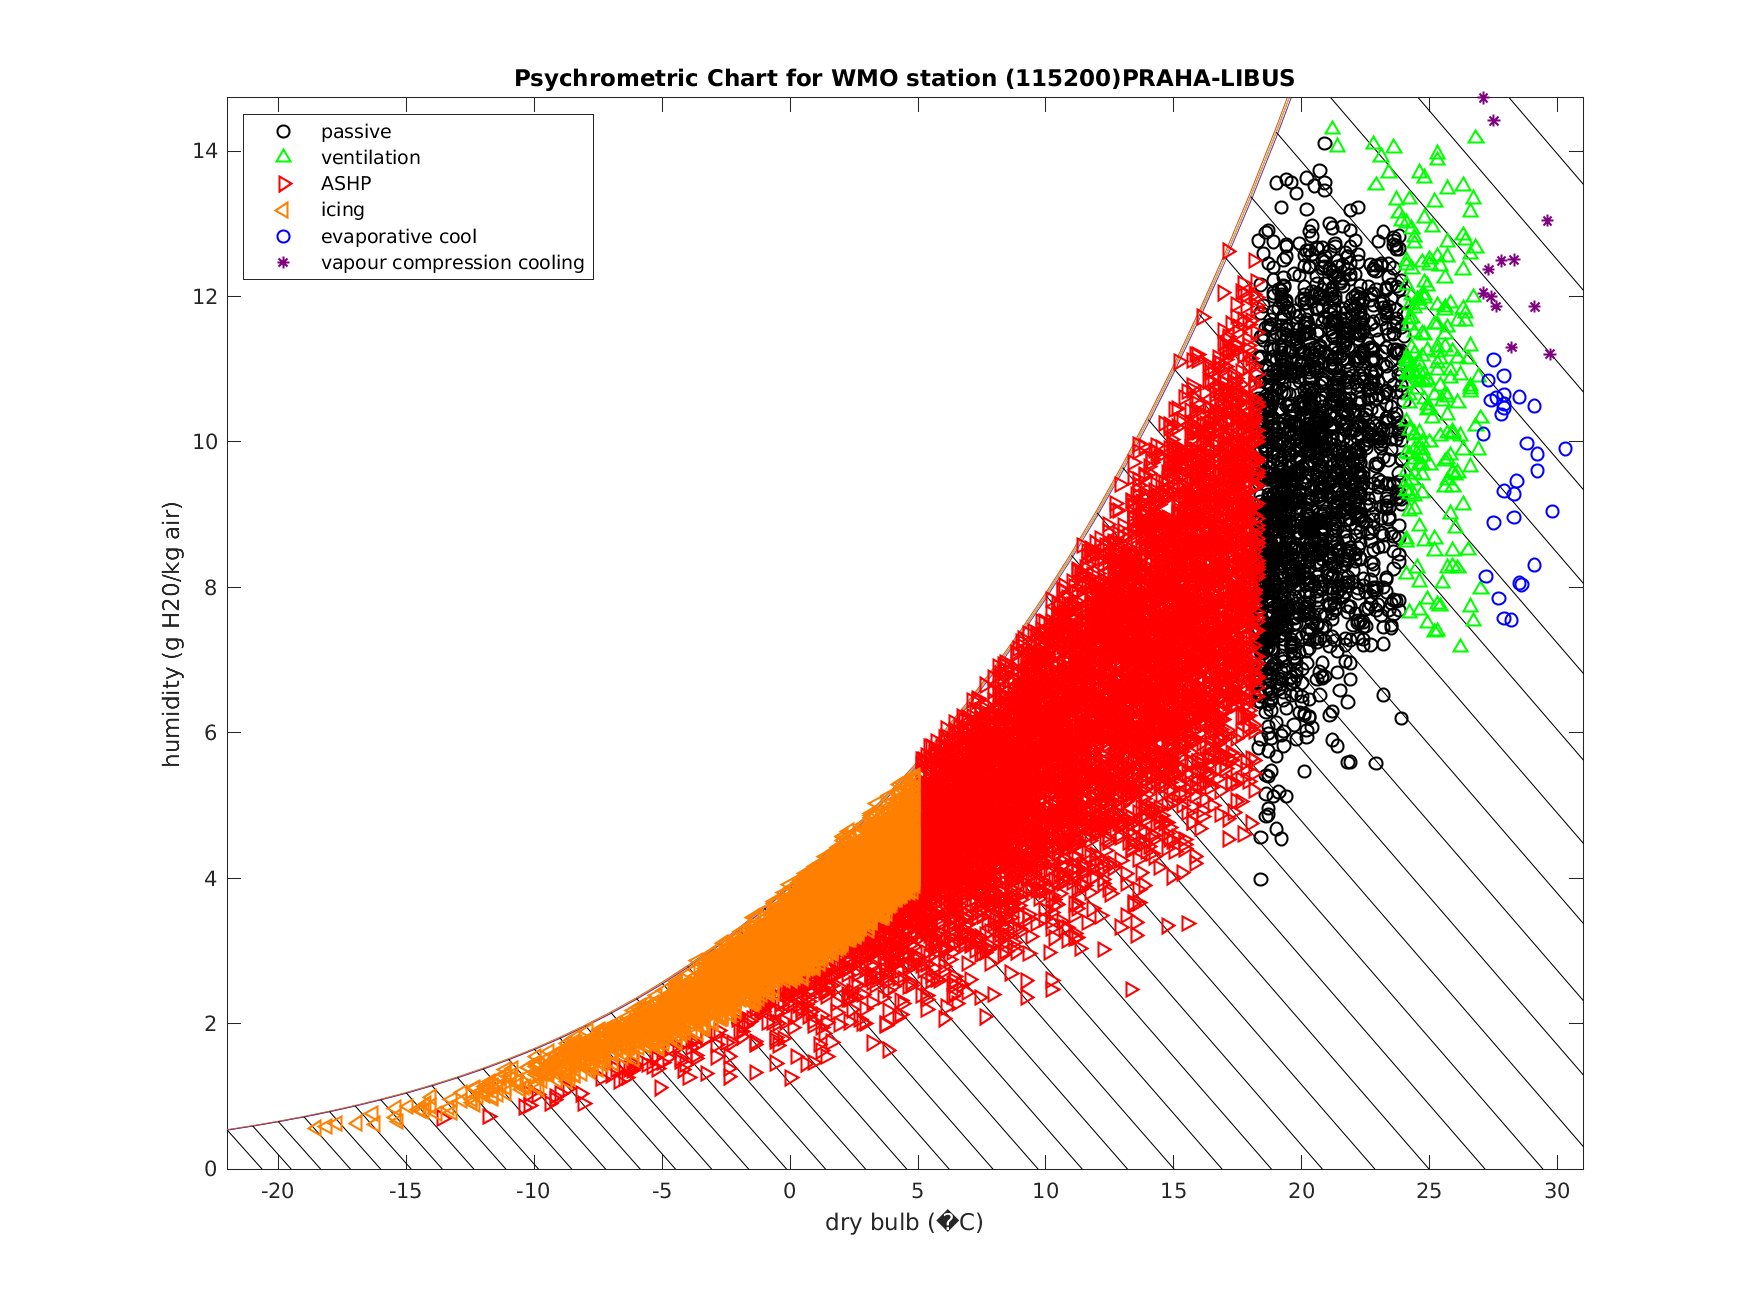 Psychrometric Chart for WMO station (115200)PRAHA-LIBUS
passive
ventilation
ASHP
icing
evaporative cool
vapour compression cooling
14
12
10
8
6
4
2
0
humidity (g H20/kg air)
-20 -15 -10 -5 0 5 10 15 20 25 30
dry bulb (�C)